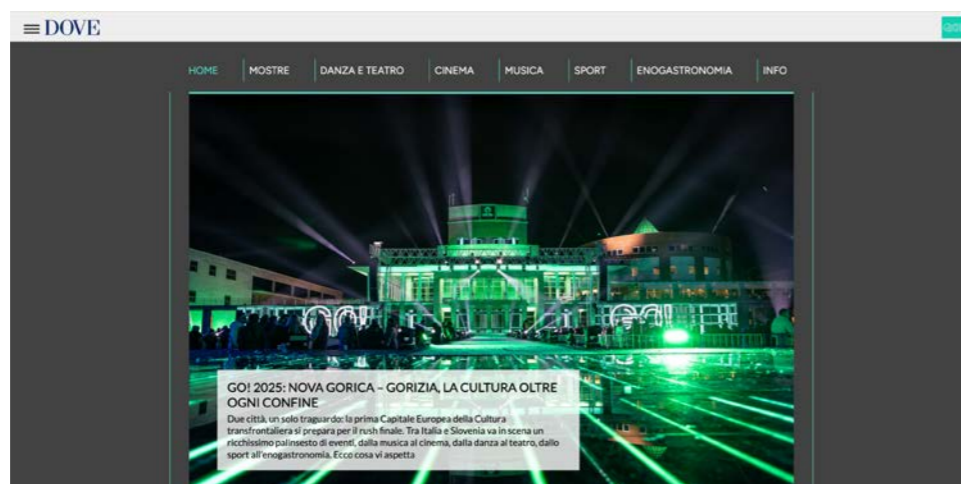 DOVE
HOME MOSTRE DANZA E TEATRO CINEMA MUSICA SPORT ENOGASTRONOMIA INFO
GO! 2025: NOVA GORICA – GORIZIA, LA CULTURA OLTRE
OGNI CONFINE
Due città, un solo traguardo: la prima Capitale Europea della Cultura
transfrontaliera si prepara per il rush finale. Tra Italia e Slovenia va in scena un
ricchissimo palinsesto di eventi, dalla musica al cinema, dalla danza al teatro, dallo
sport all'enogastronomia. Ecco cosa vi aspetta